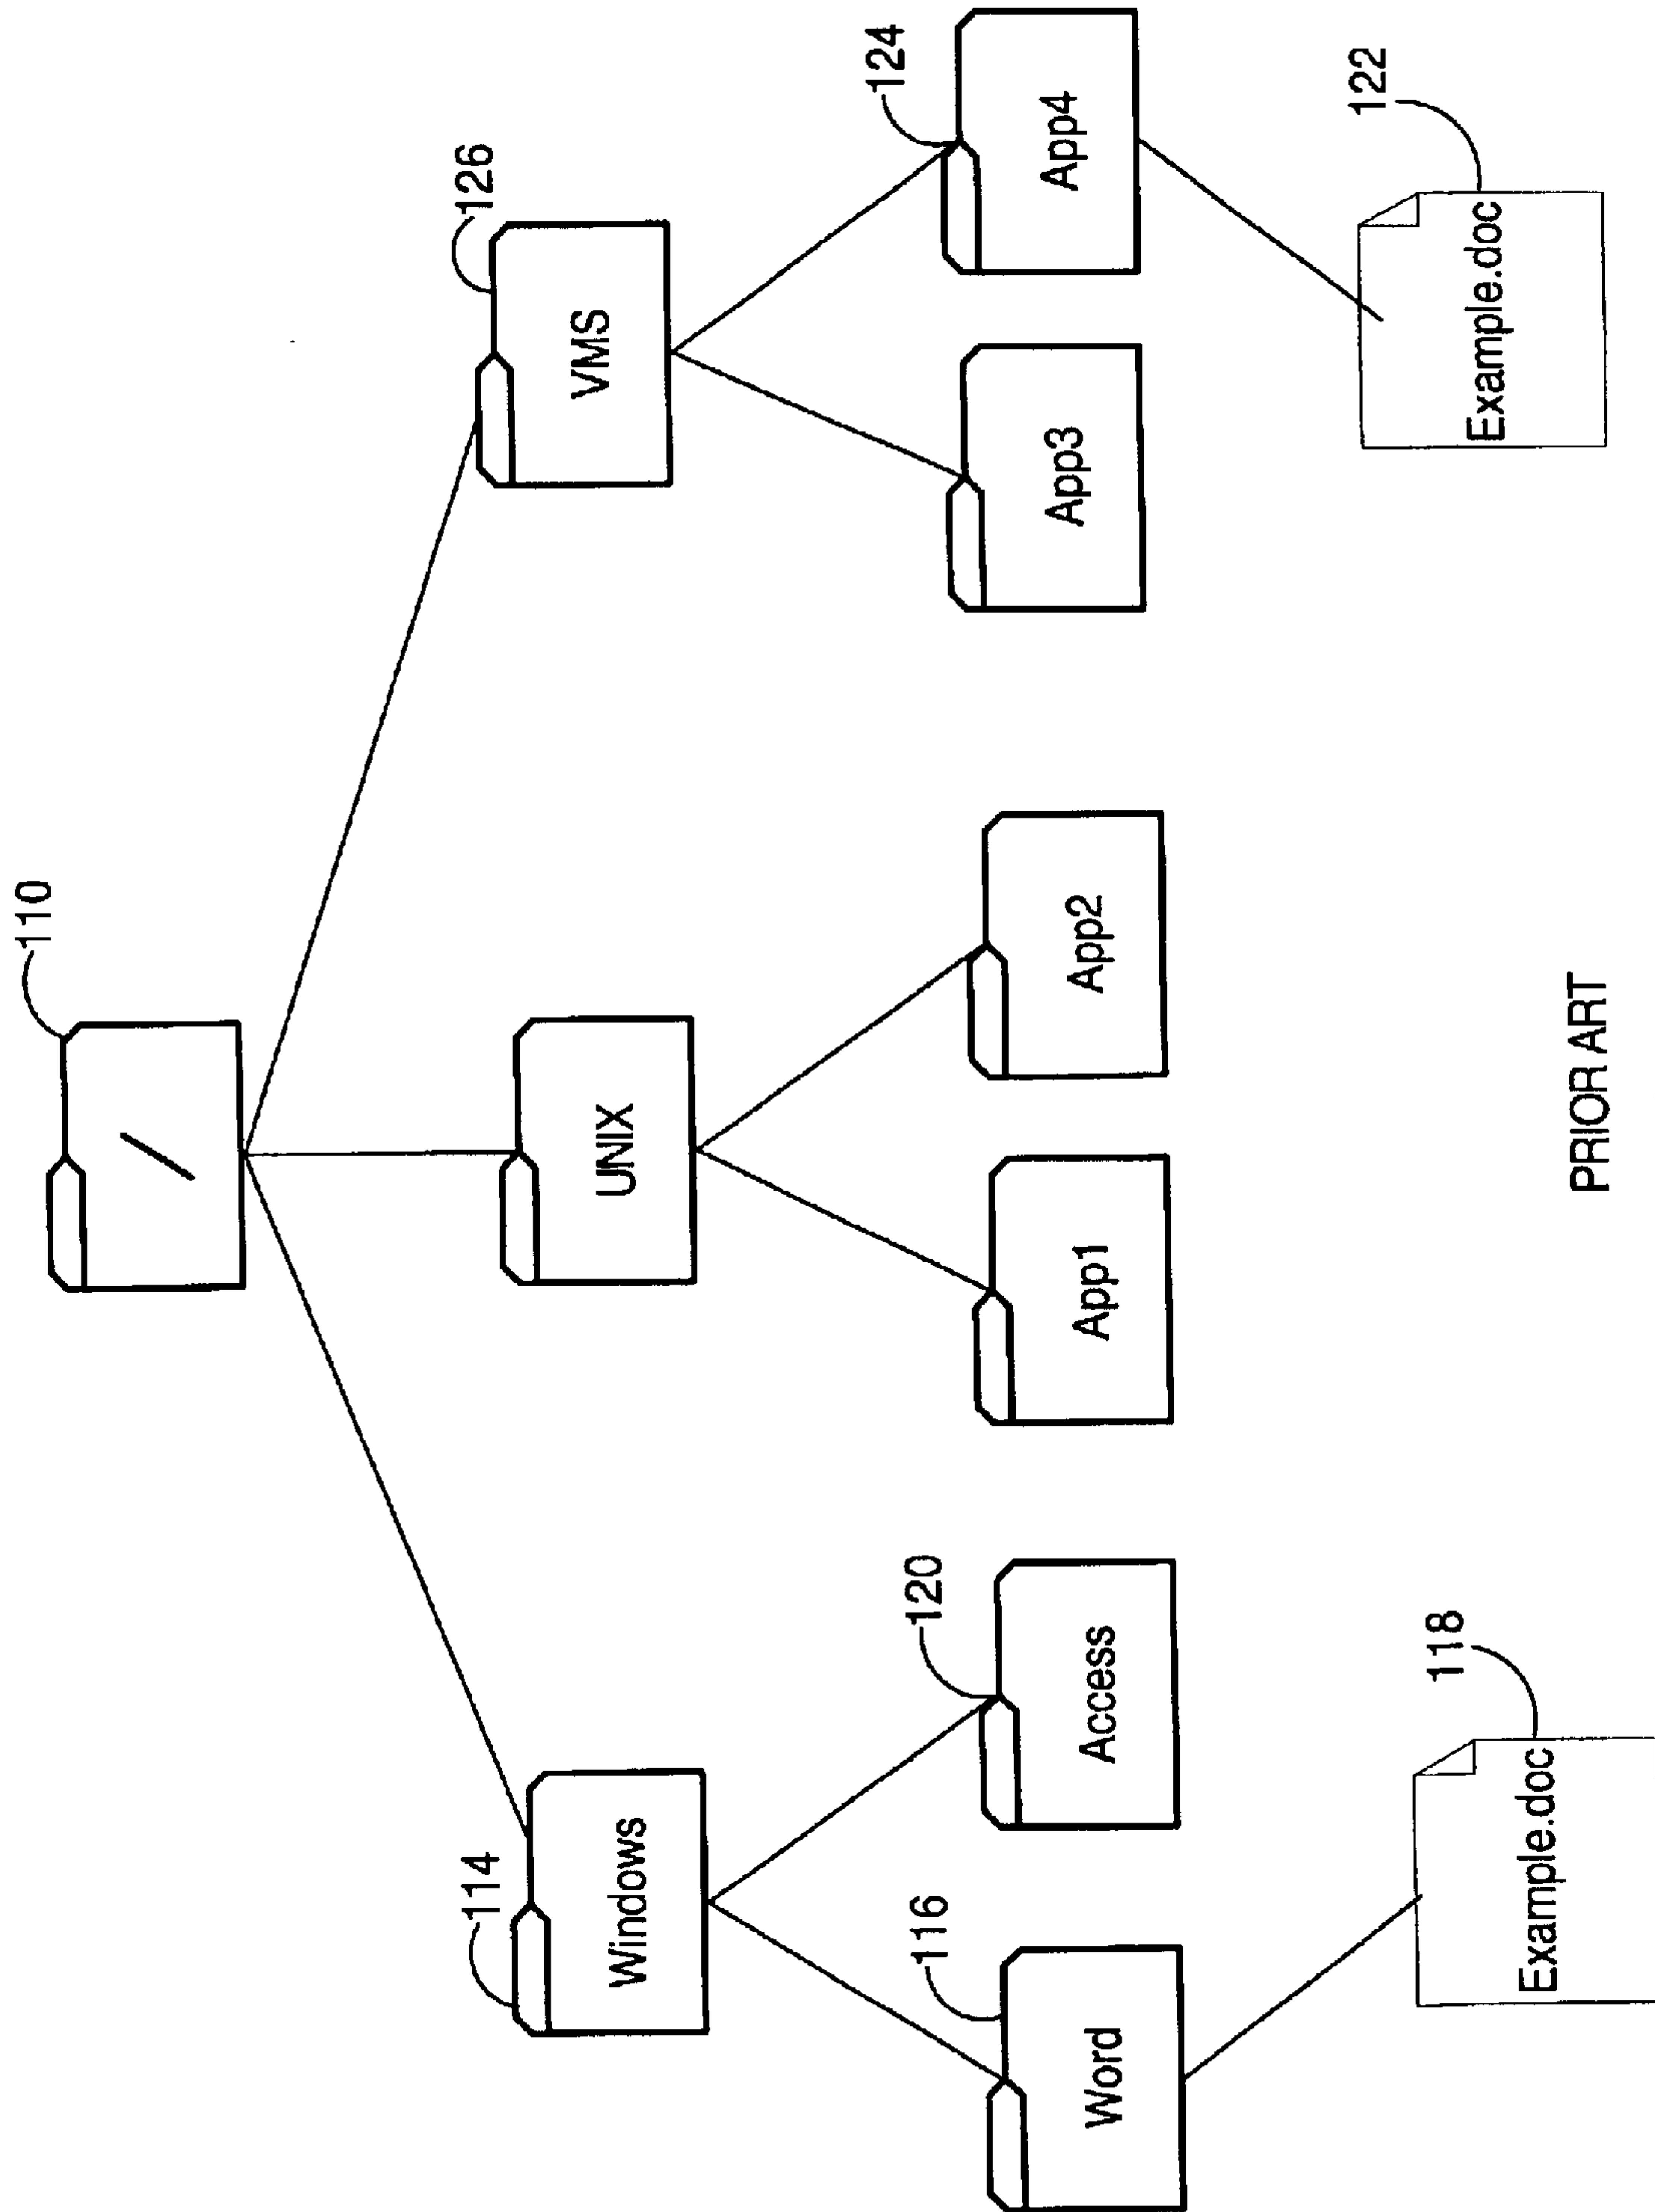 110
/
114
Windows
UNIX
126
VMS
116
Word
120
Access
App1
App2
App3
124
App4
118
Example.doc
122
Example.doc
PRIOR ART